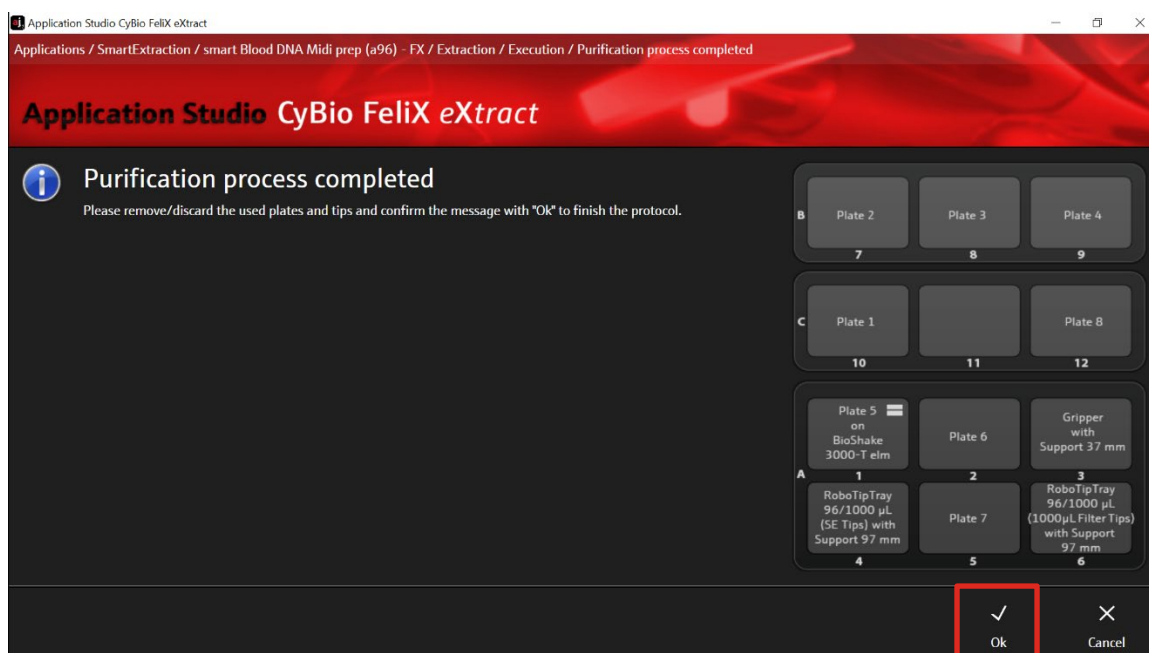 Application Studio CyBio FeliX eXtract
Applications / SmartExtraction / smart Blood DNA Midi prep (a96) - FX / Extraction / Execution / Purification process completed
Application Studio CyBio FeliX eXtract
Purification process completed
Please remove/discard the used plates and tips and confirm the message with "Ok" to finish the protocol.
B
Plate 2
Plate 3
Plate 4
7
8
9
C
Plate 1
Plate 8
10
11
12
A
Plate 5
on
BioShake
3000-T elm
Plate 6
Gripper
with
Support 37 mm
1
2
3
RoboTipTray
96/1000 µL
(SE Tips) with
Support 97 mm
Plate 7
RoboTipTray
96/1000 µL
(1000µL Filter Tips)
with Support
97 mm
4
5
6
Ok
Cancel